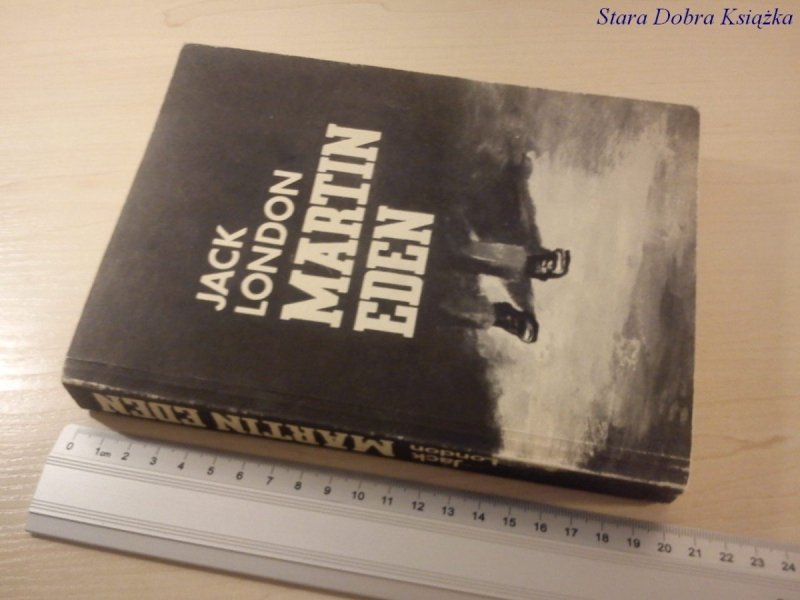 Stara Dobra Książka
JACK
LONDON
MARTIN
EDEN
Jack
London
MARTIN EDEN
0 1cm 2 3 4 5 6 7 8 9 10 11 12 13 14 15 16 17 18 19 20 21 22 23 24